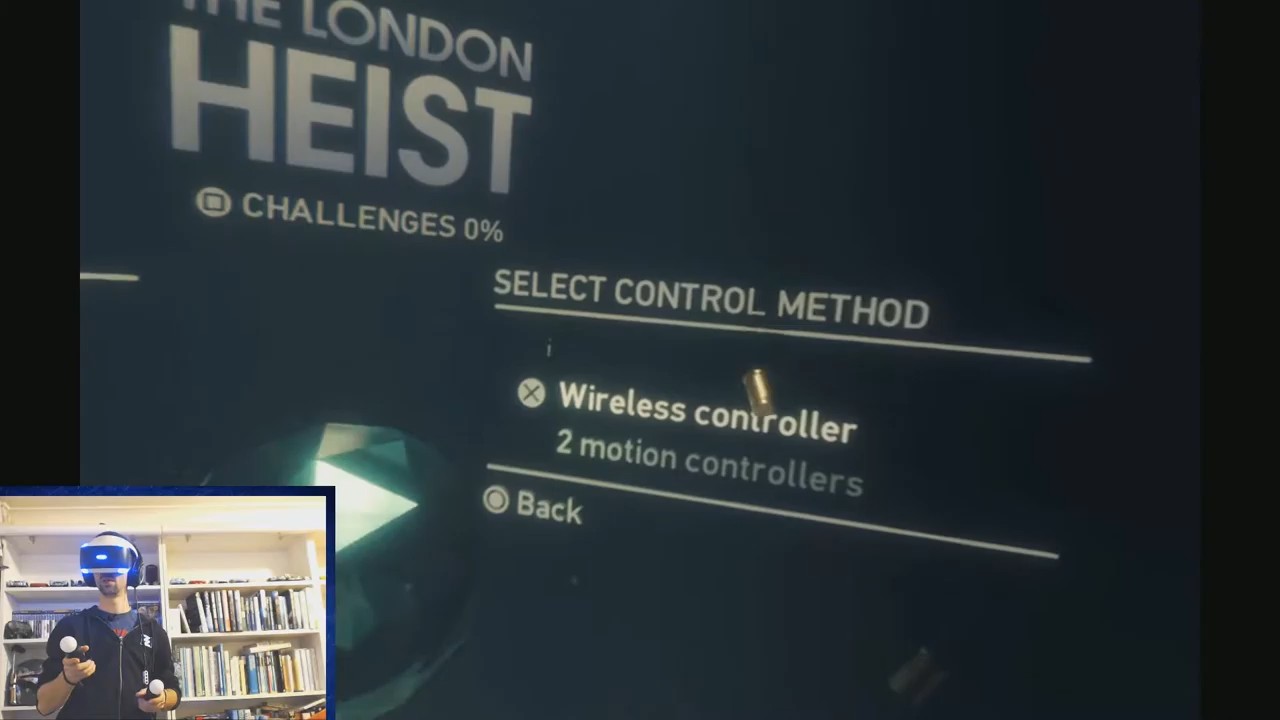 THE LONDON
HEIST
CHALLENGES 0%
SELECT CONTROL METHOD
i
Wireless controller
2 motion controllers
Back